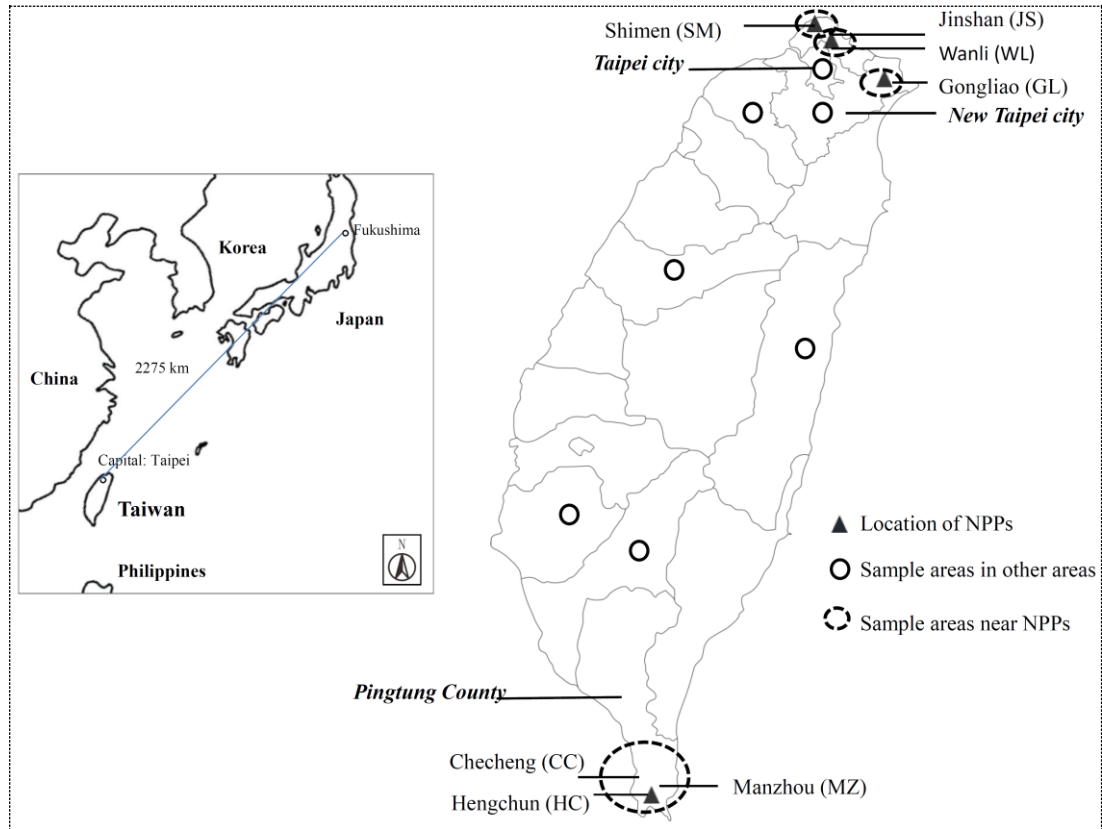 Shimen (SM)
Jinshan (JS)
Wanli (WL)
Taipei city
Gongliao (GL)
New Taipei city
Fukushima
Korea
Japan
2275 km
China
Capital: Taipei
Taiwan
N
Philippines
Location of NPPs
Sample areas in other areas
Sample areas near NPPs
Pingtung County
Checheng (CC)
Manzhou (MZ)
Hengchun (HC)